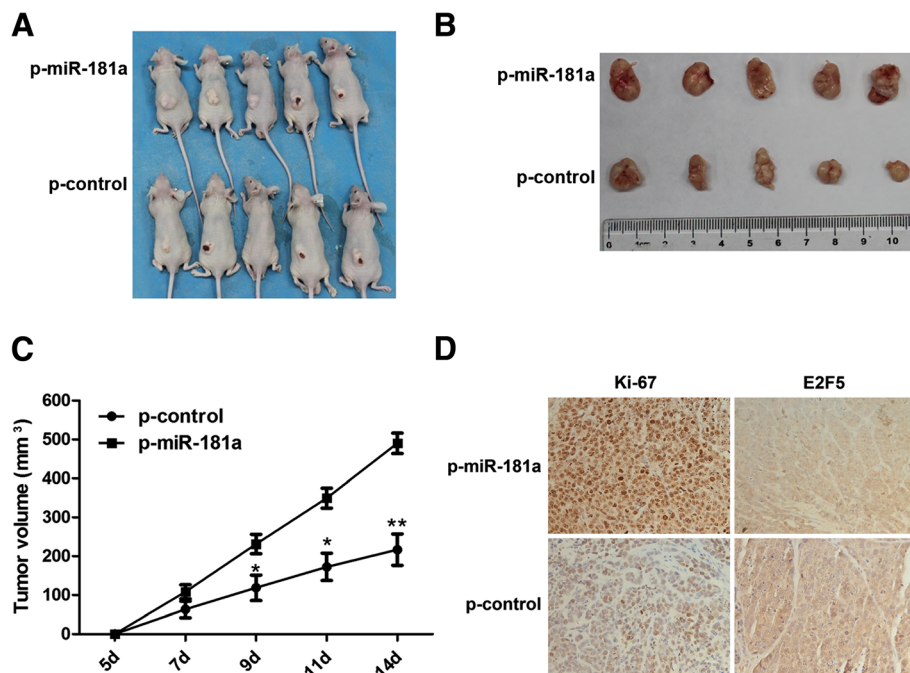 A
p-miR-181a
p-control
B
p-miR-181a
p-control
0 1cm 2 3 4 5 6 7 8 9 10
C
Tumor volume (mm³)
600
500
400
300
200
100
0
p-control
p-miR-181a
*
*
**
5d 7d 9d 11d 14d
D
Ki-67 E2F5
p-miR-181a
p-control